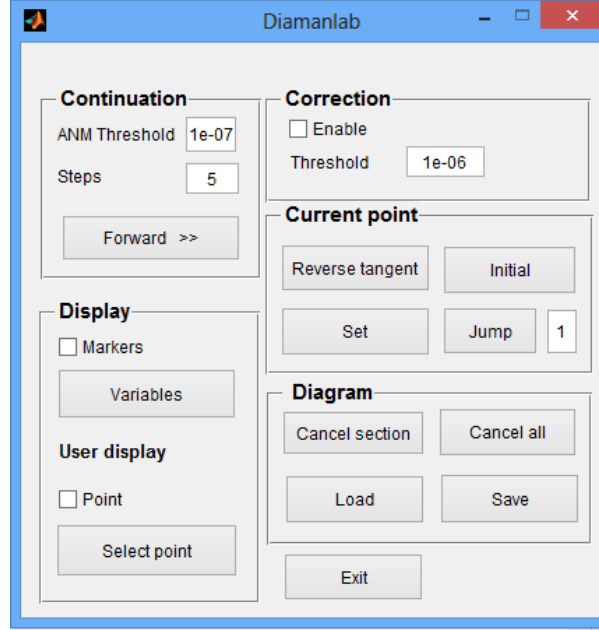 Diamanlab
Continuation
ANM Threshold 1e-07
Steps 5
Forward >>
Correction
Enable
Threshold 1e-06
Current point
Reverse tangent Initial
Set Jump 1
Display
Markers
Variables
User display
Point
Select point
Diagram
Cancel section Cancel all
Load Save
Exit